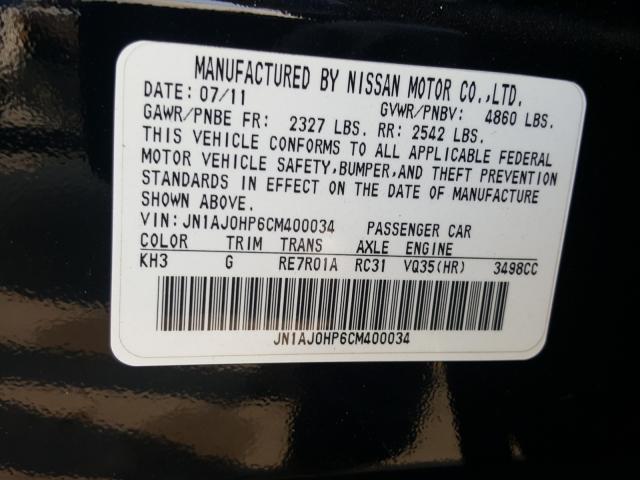 MANUFACTURED BY NISSAN MOTOR CO.,LTD.
DATE: 07/11 GVWR/PNBV: 4860 LBS.
GAWR/PNBE FR: 2327 LBS. RR: 2542 LBS.
THIS VEHICLE CONFORMS TO ALL APPLICABLE FEDERAL
MOTOR VEHICLE SAFETY,BUMPER,AND THEFT PREVENTION
STANDARDS IN EFFECT ON THE DATE OF MANUFACTURE
SHOWN ABOVE.
VIN: JN1AJ0HP6CM400034 PASSENGER CAR
COLOR TRIM TRANS AXLE ENGINE
KH3 G RE7R01A RC31 VQ35(HR) 3498CC
JN1AJ0HP6CM400034